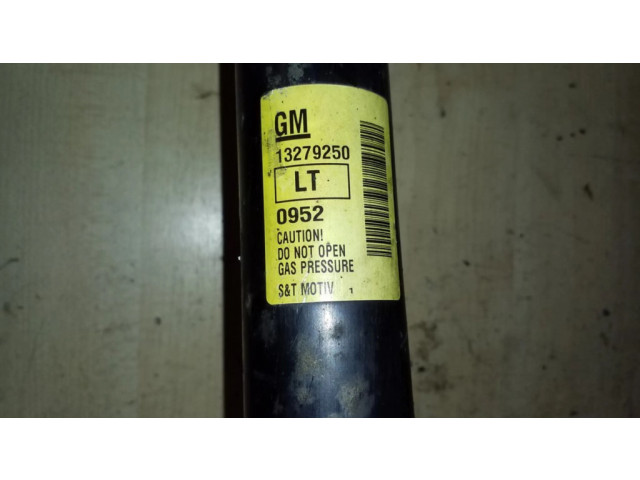 GM
13279250
LT
0952
CAUTION!
DO NOT OPEN
GAS PRESSURE
S&T MOTIV 1